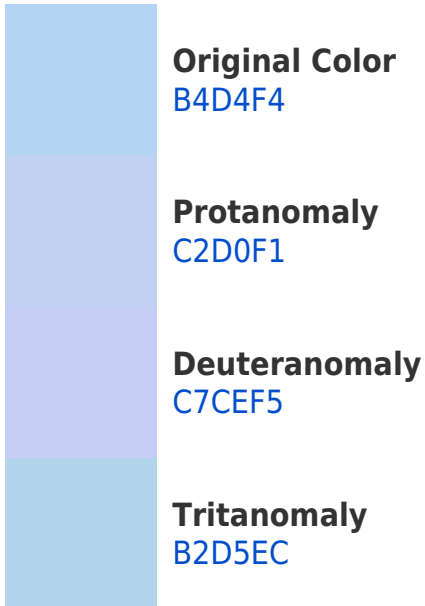 Original Color
B4D4F4
Protanomaly
C2D0F1
Deuteranomaly
C7CEF5
Tritanomaly
B2D5EC